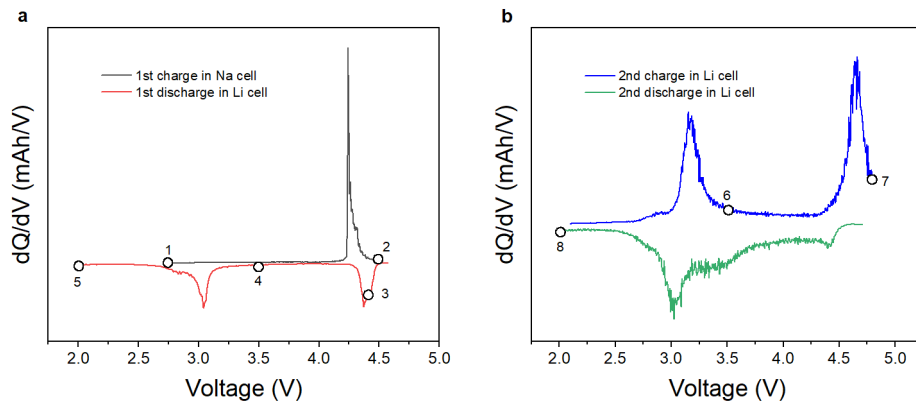 a
1st charge in Na cell
1st discharge in Li cell
dQ/dV (mAh/V)
1
2
3
4
5
2.0 2.5 3.0 3.5 4.0 4.5 5.0
Voltage (V)
b
2nd charge in Li cell
2nd discharge in Li cell
dQ/dV (mAh/V)
6
7
8
2.0 2.5 3.0 3.5 4.0 4.5 5.0
Voltage (V)